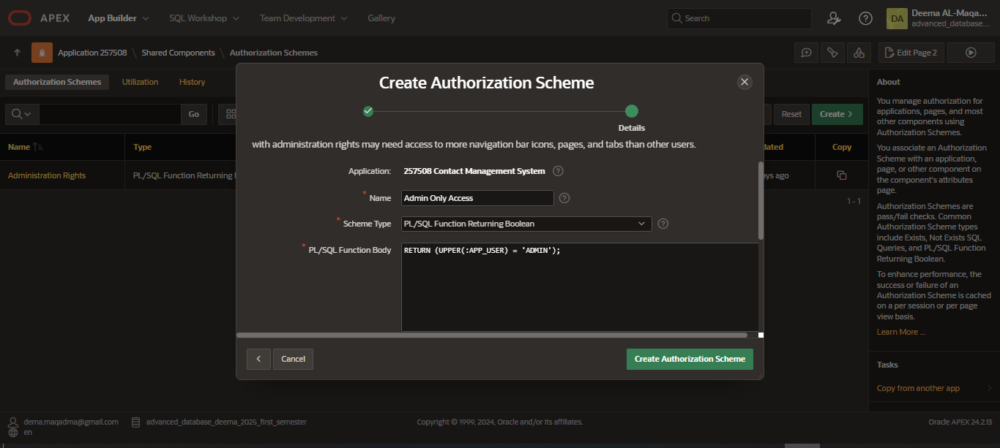 APEX App Builder SQL Workshop Team Development Gallery Search DA Deema AL-Maqa...
advanced_database...
Application 257508 \ Shared Components \ Authorization Schemes Edit Page 2
Authorization Schemes Utilization History
Go Reset Create
Name Type dated Copy
Administration Rights PL/SQL Function Returning ys ago
1 - 1
Create Authorization Scheme
Details
with administration rights may need access to more navigation bar icons, pages, and tabs than other users.
Application: 257508 Contact Management System
* Name Admin Only Access
* Scheme Type PL/SQL Function Returning Boolean
* PL/SQL Function Body RETURN (UPPER(:APP_USER) = 'ADMIN');
Cancel Create Authorization Scheme
About
You manage authorization for
applications, pages, and most
other components using
Authorization Schemes.
You associate an Authorization
Scheme with an application,
page, or other component on
the component's attributes
page.
Authorization Schemes are
pass/fail checks. Common
Authorization Scheme types
include Exists, Not Exists SQL
Queries, and PL/SQL Function
Returning Boolean.
To enhance performance, the
success or failure of an
Authorization Scheme is cached
on a per session or per page
view basis.
Learn More ...
Tasks
Copy from another app
dema.maqadma@gmail.com advanced_database_deema_2025_first_semester Copyright © 1999, 2024, Oracle and/or its affiliates. Oracle APEX 24.2.13
en